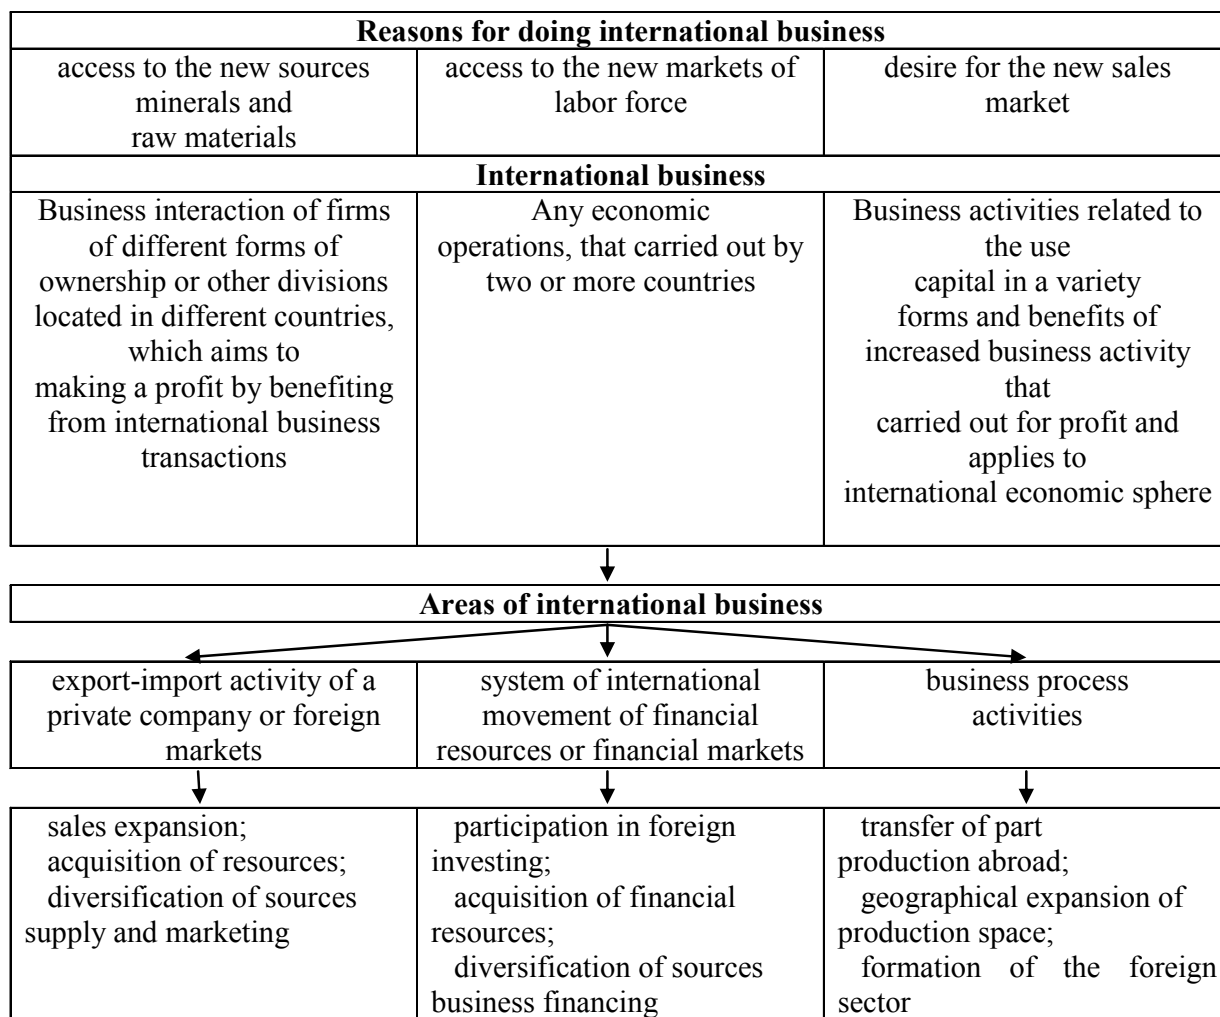 Reasons for doing international business
access to the new sources
minerals and
raw materials
access to the new markets of
labor force
desire for the new sales
market
International business
Business interaction of firms
of different forms of
ownership or other divisions
located in different countries,
which aims to
making a profit by benefiting
from international business
transactions
Any economic
operations, that carried out by
two or more countries
Business activities related to
the use
capital in a variety
forms and benefits of
increased business activity
that
carried out for profit and
applies to
international economic sphere
Areas of international business
export-import activity of a
private company or foreign
markets
system of international
movement of financial
resources or financial markets
business process
activities
sales expansion;
acquisition of resources;
diversification of sources
supply and marketing
participation in foreign
investing;
acquisition of financial
resources;
diversification of sources
business financing
transfer of part
production abroad;
geographical expansion of
production space;
formation of the foreign
sector